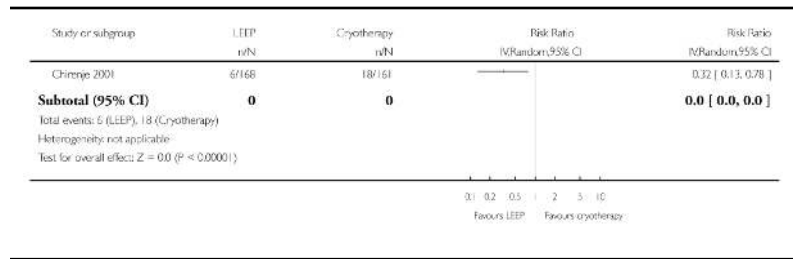 Study or subgroup LEEP Cryotherapy Risk Ratio Risk Ratio
n/N n/N IV,Random,95% CI IV,Random,95% CI
Chirenje 2001 6/168 18/161 0.32 [ 0.13, 0.78 ]
Subtotal (95% CI) 0 0 0.0 [ 0.0, 0.0 ]
Total events: 6 (LEEP), 18 (Cryotherapy)
Heterogeneity: not applicable
Test for overall effect: Z = 0.0 (P < 0.00001)
0.1 0.2 0.5 1 2 5 10
Favours LEEP Favours cryotherapy